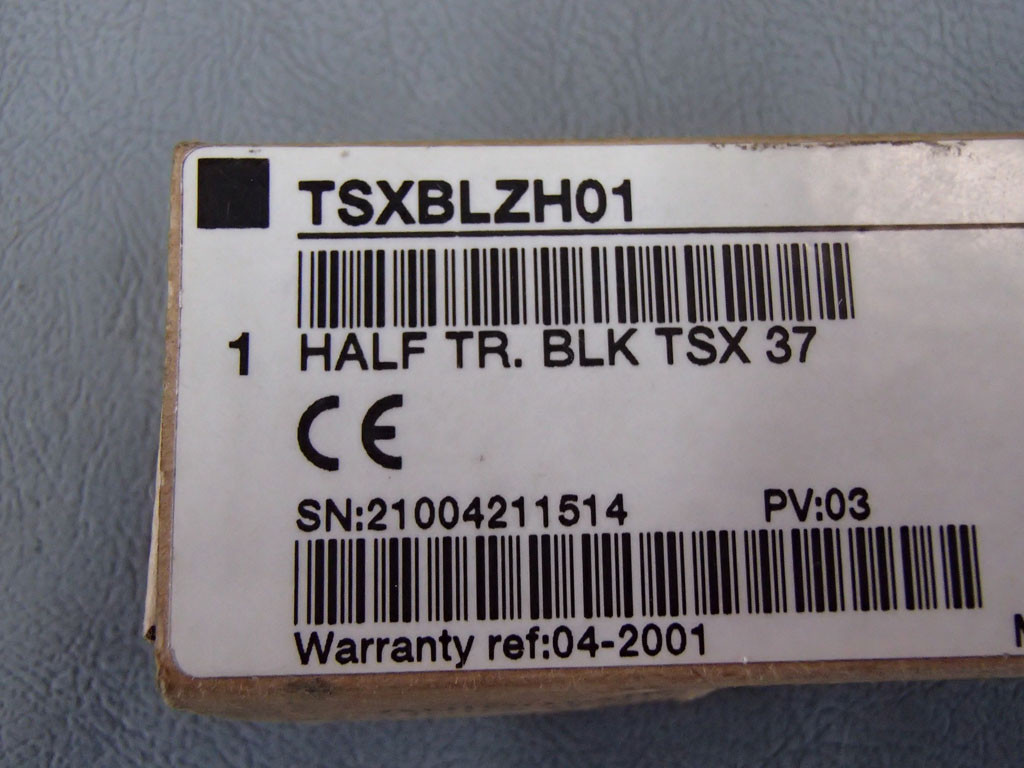 TSXBLZH01
1 HALF TR. BLK TSX 37
CE
SN:21004211514 PV:03
Warranty ref:04-2001